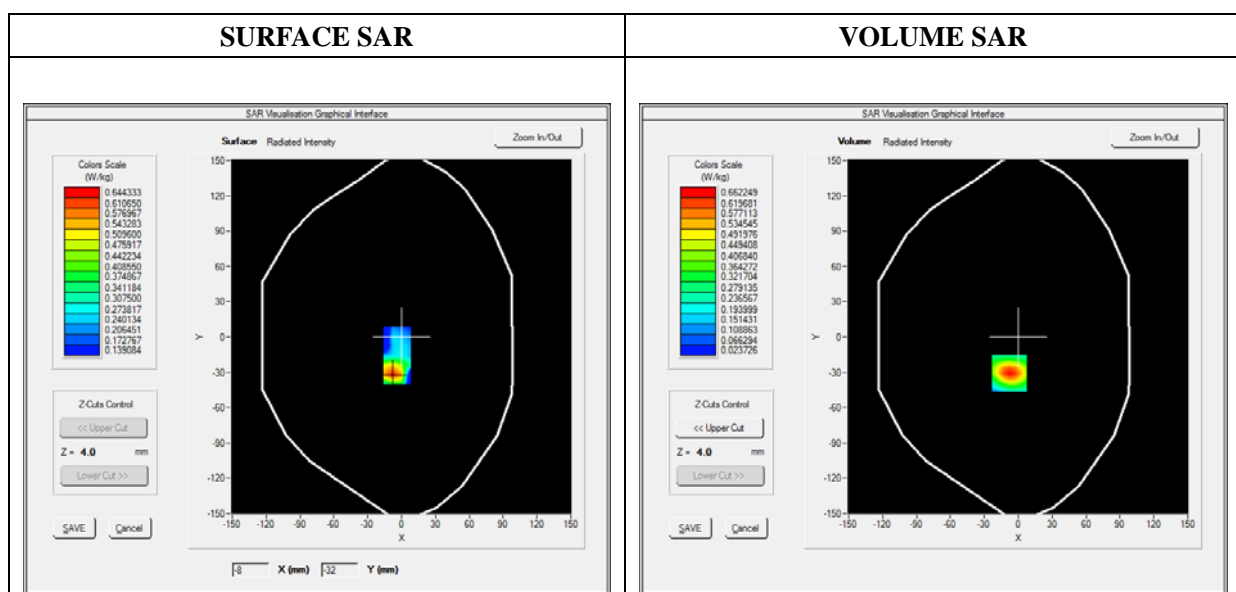 SURFACE SAR
VOLUME SAR
SAR Visualisation Graphical Interface
Surface Radiated Intensity
Zoom In/Out
Colors Scale
(W/kg)
0.644333
0.610650
0.576967
0.543283
0.509600
0.475917
0.442234
0.408550
0.374867
0.341184
0.307500
0.273817
0.240134
0.206451
0.172767
0.139084
150
120
90
60
30
0
-30
-60
-90
-120
-150
Y
-150 -120 -90 -60 -30 0 30 60 90 120 150
X
Z-Cuts Control
<< Upper Cut
Z = 4.0 mm
Lower Cut >>
SAVE Cancel
-8 X (mm) -32 Y (mm)
SAR Visualisation Graphical Interface
Volume Radiated Intensity
Zoom In/Out
Colors Scale
(W/kg)
0.662249
0.619681
0.577113
0.534545
0.491976
0.449408
0.406840
0.364272
0.321704
0.279135
0.236567
0.193999
0.151431
0.108863
0.066294
0.023726
150
120
90
60
30
0
-30
-60
-90
-120
-150
Y
-150 -120 -90 -60 -30 0 30 60 90 120 150
X
Z-Cuts Control
<< Upper Cut
Z = 4.0 mm
Lower Cut >>
SAVE Cancel